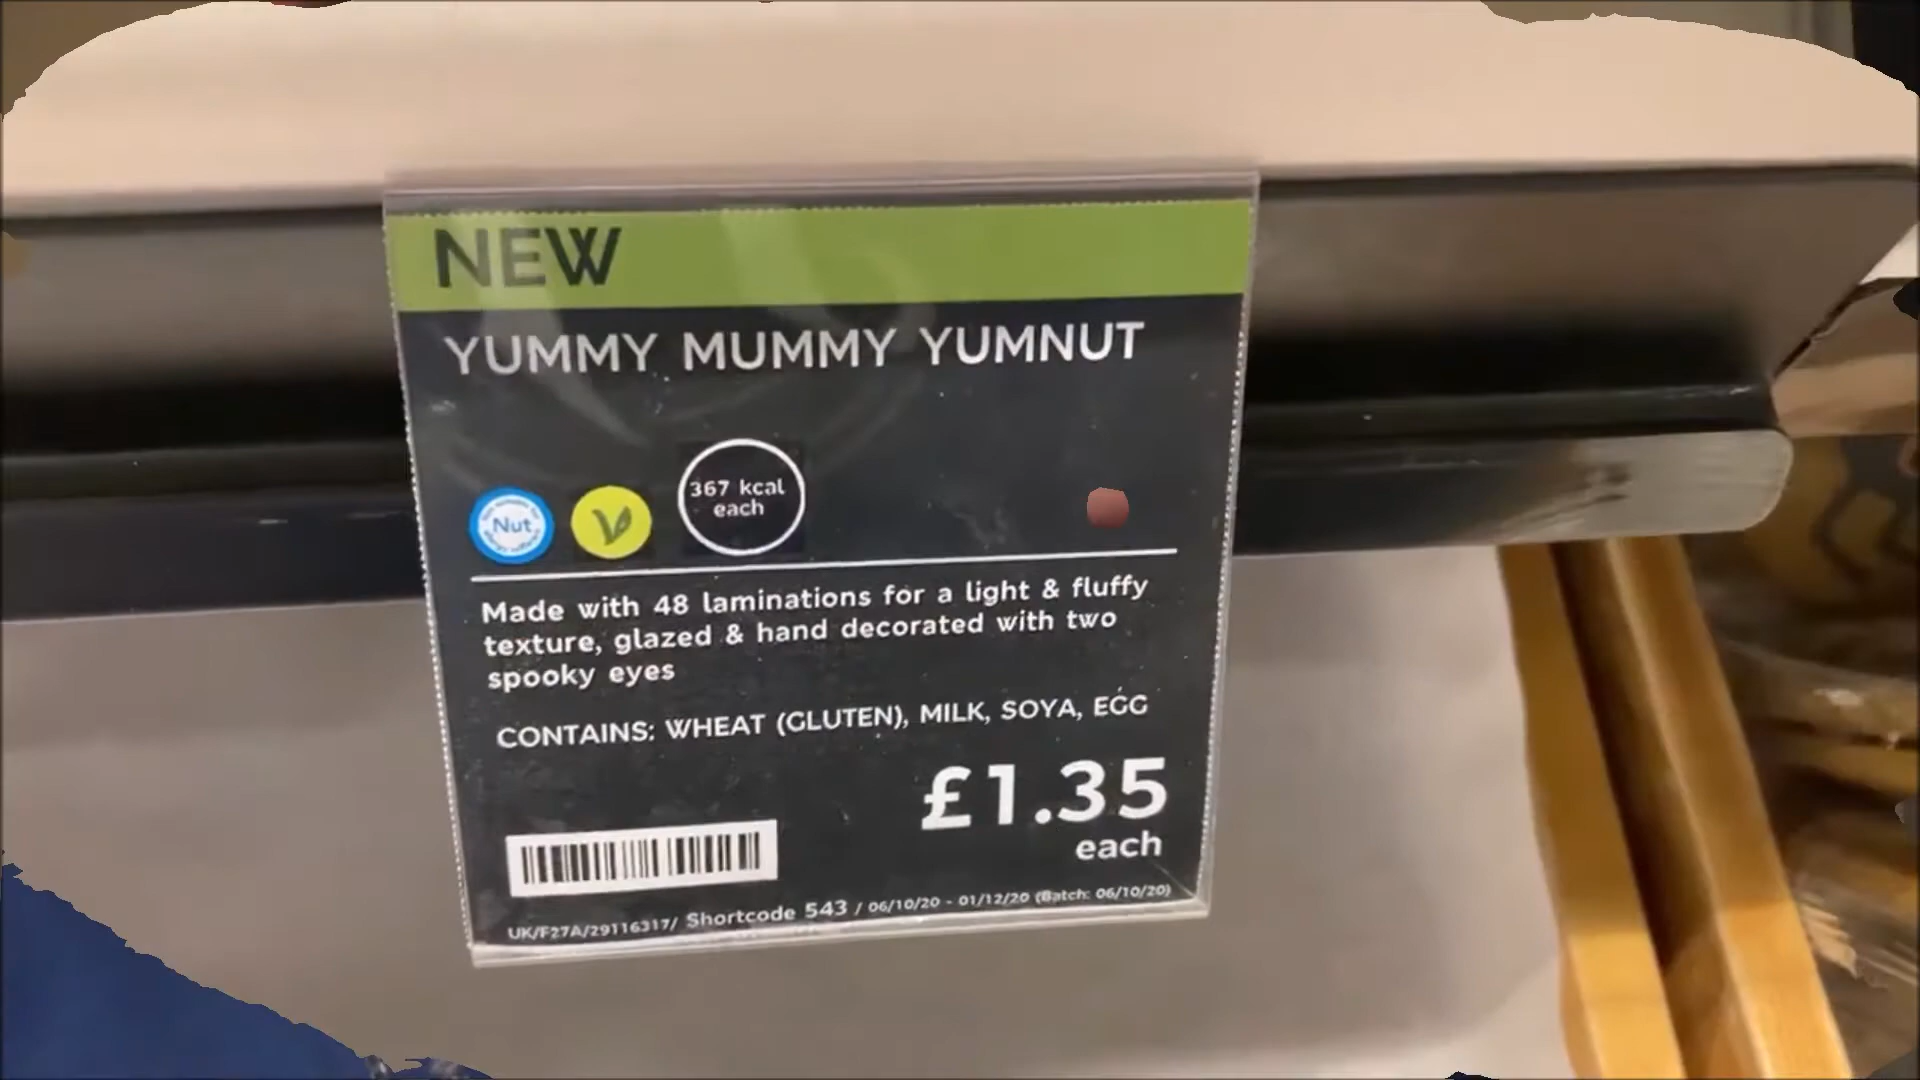 NEW
YUMMY MUMMY YUMNUT
367 kcal
each
Nut
Made with 48 laminations for a light & fluffy
texture, glazed & hand decorated with two
spooky eyes
CONTAINS: WHEAT (GLUTEN), MILK, SOYA, EGG
£1.35
each
UK/F27A/29116317/ Shortcode 543 / 06/10/20 - 01/12/20 (Batch: 06/10/20)